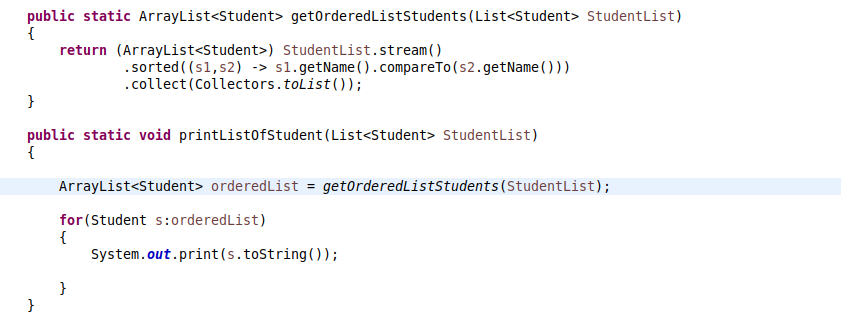 public static ArrayList<Student> getOrderedListStudents(List<Student> StudentList)
{
return (ArrayList<Student>) StudentList.stream()
.sorted((s1,s2) -> s1.getName().compareTo(s2.getName()))
.collect(Collectors.toList());
}
public static void printListOfStudent(List<Student> StudentList)
{
ArrayList<Student> orderedList = getOrderedListStudents(StudentList);
for(Student s:orderedList)
{
System.out.print(s.toString());
}
}